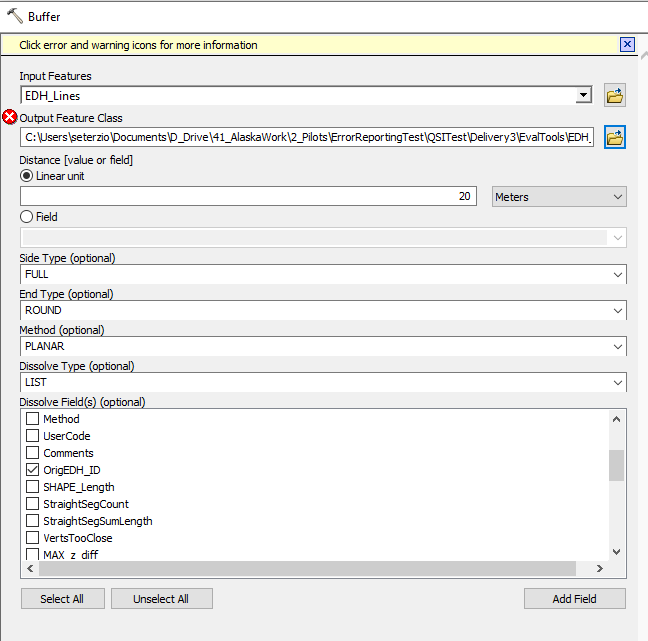 Buffer
Click error and warning icons for more information
Input Features
EDH_Lines
Output Feature Class
C:\Users\seterzio\Documents\D_Drive\41_AlaskaWork\2_Pilots\ErrorReportingTest\QSITest\Delivery3\EvalTools\EDH_
Distance [value or field]
Linear unit
20 Meters
Field
Side Type (optional)
FULL
End Type (optional)
ROUND
Method (optional)
PLANAR
Dissolve Type (optional)
LIST
Dissolve Field(s) (optional)
Method
UserCode
Comments
OrigEDH_ID
SHAPE_Length
StraightSegCount
StraightSegSumLength
VertsTooClose
MAX_z_diff
Select All Unselect All Add Field